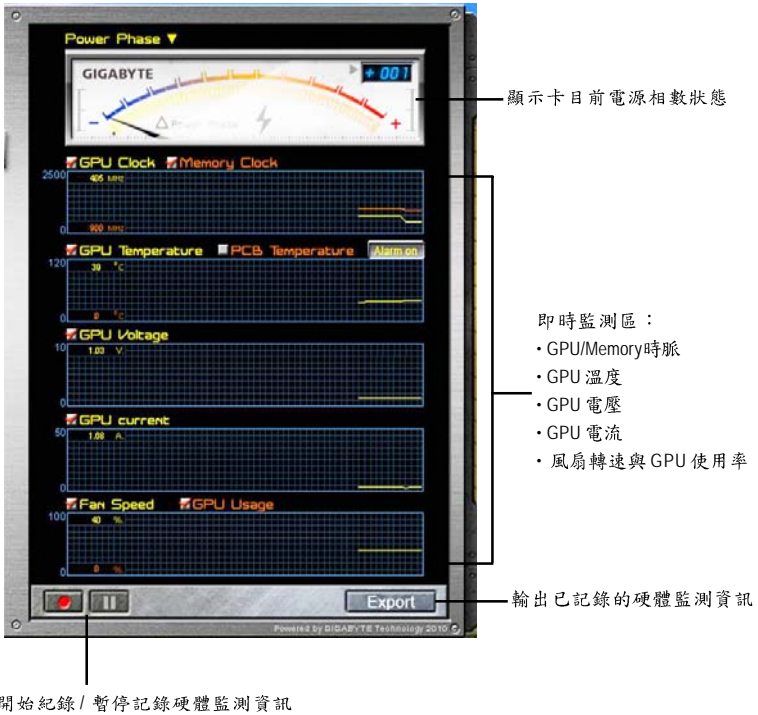 Power Phase ▼
GIGABYTE
+ 001
Power Phase
− +
顯示卡目前電源相數狀態
GPU Clock Memory Clock
2500 405 MHz
0 900 MHz
GPU Temperature PCB Temperature Alarm on
120 39 °C
0 0 °C
GPU Voltage
10 1.03 V.
0
GPU current
50 1.08 A.
0
Fan Speed GPU Usage
100 40 %.
0 0 %.
即時監測區：
・GPU/Memory時脈
・GPU 溫度
・GPU 電壓
・GPU 電流
・風扇轉速與 GPU 使用率
Export
輸出已記錄的硬體監測資訊
Powered by GIGABYTE Technology 2010
開始紀錄 / 暫停記錄硬體監測資訊